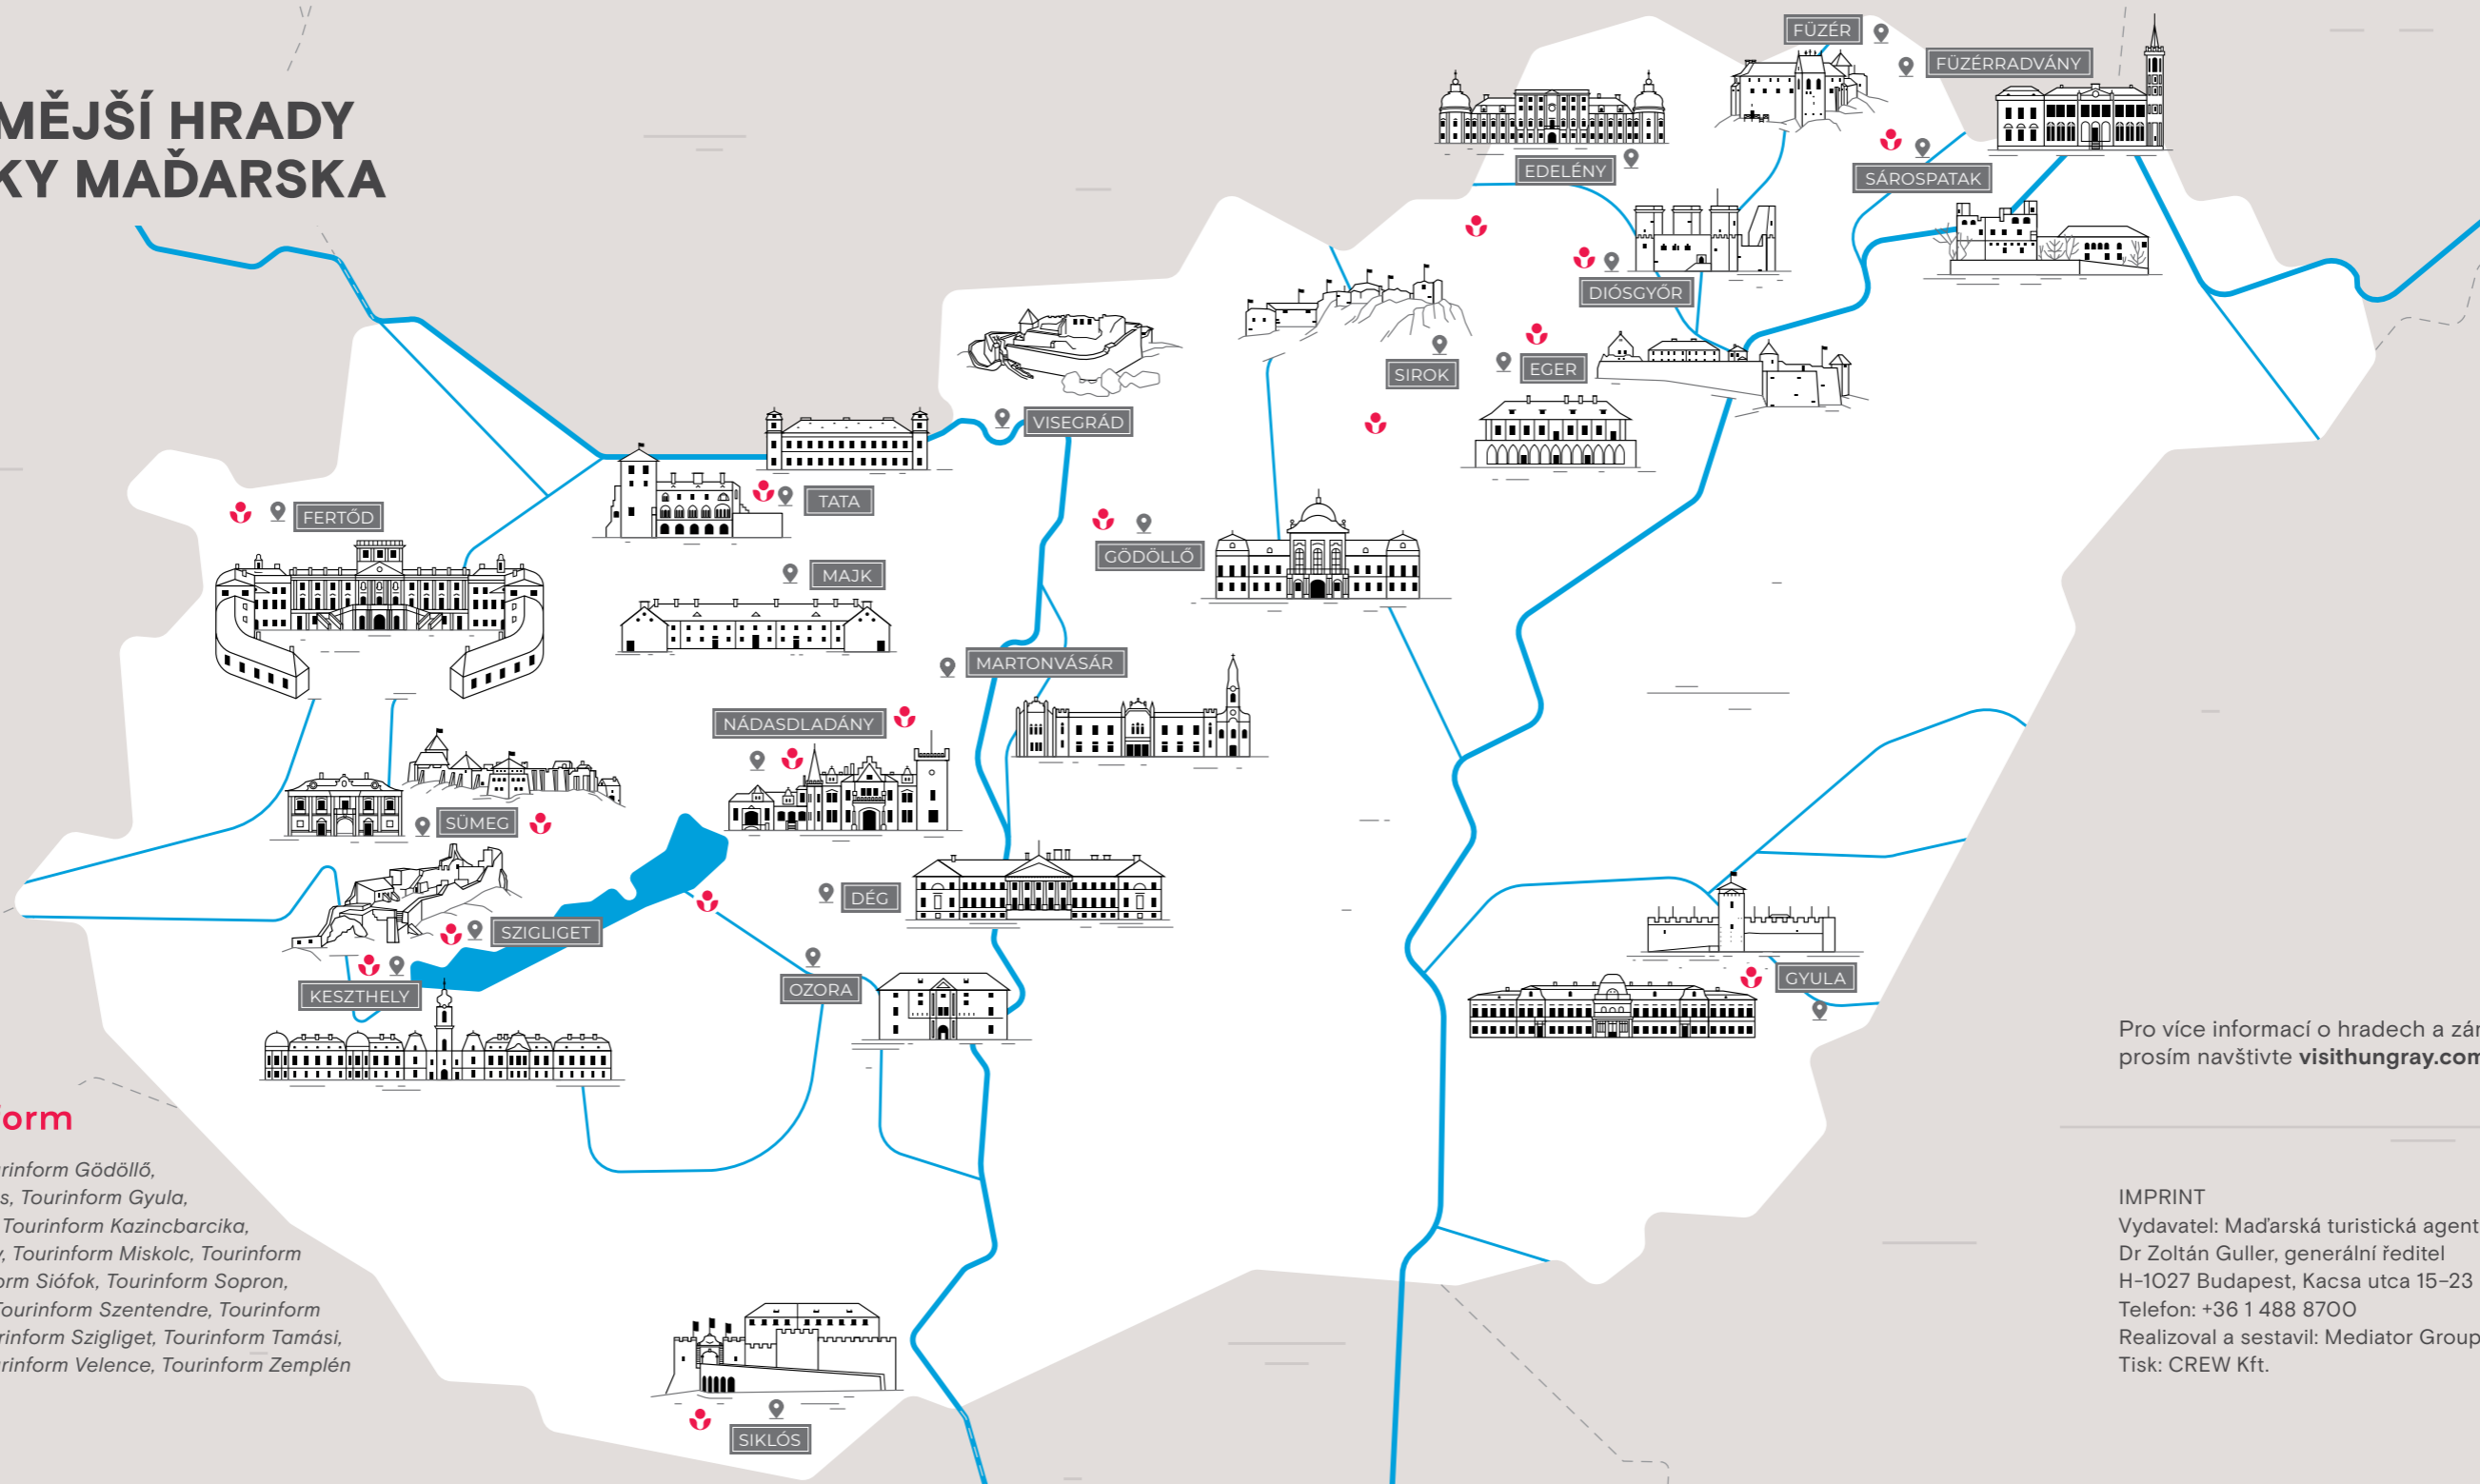 MĚJŠÍ HRADY
KY MAĎARSKA
FÜZÉR
FÜZÉRRADVÁNY
EDELÉNY
SÁROSPATAK
DIÓSGYŐR
SIROK
EGER
VISEGRÁD
TATA
FERTŐD
GÖDÖLLŐ
MAJK
MARTONVÁSÁR
NÁDASDLADÁNY
SÜMEG
DÉG
SZIGLIGET
KESZTHELY
OZORA
GYULA
SIKLÓS
Pro více informací o hradech a zám
prosím navštivte visithungray.com
orm
rinform Gödöllő,
s, Tourinform Gyula,
Tourinform Kazincbarcika,
y, Tourinform Miskolc, Tourinform
orm Siófok, Tourinform Sopron,
Tourinform Szentendre, Tourinform
rinform Szigliget, Tourinform Tamási,
urinform Velence, Tourinform Zemplén
IMPRINT
Vydavatel: Maďarská turistická agent
Dr Zoltán Guller, generální ředitel
H-1027 Budapest, Kacsa utca 15–23
Telefon: +36 1 488 8700
Realizoval a sestavil: Mediator Group
Tisk: CREW Kft.